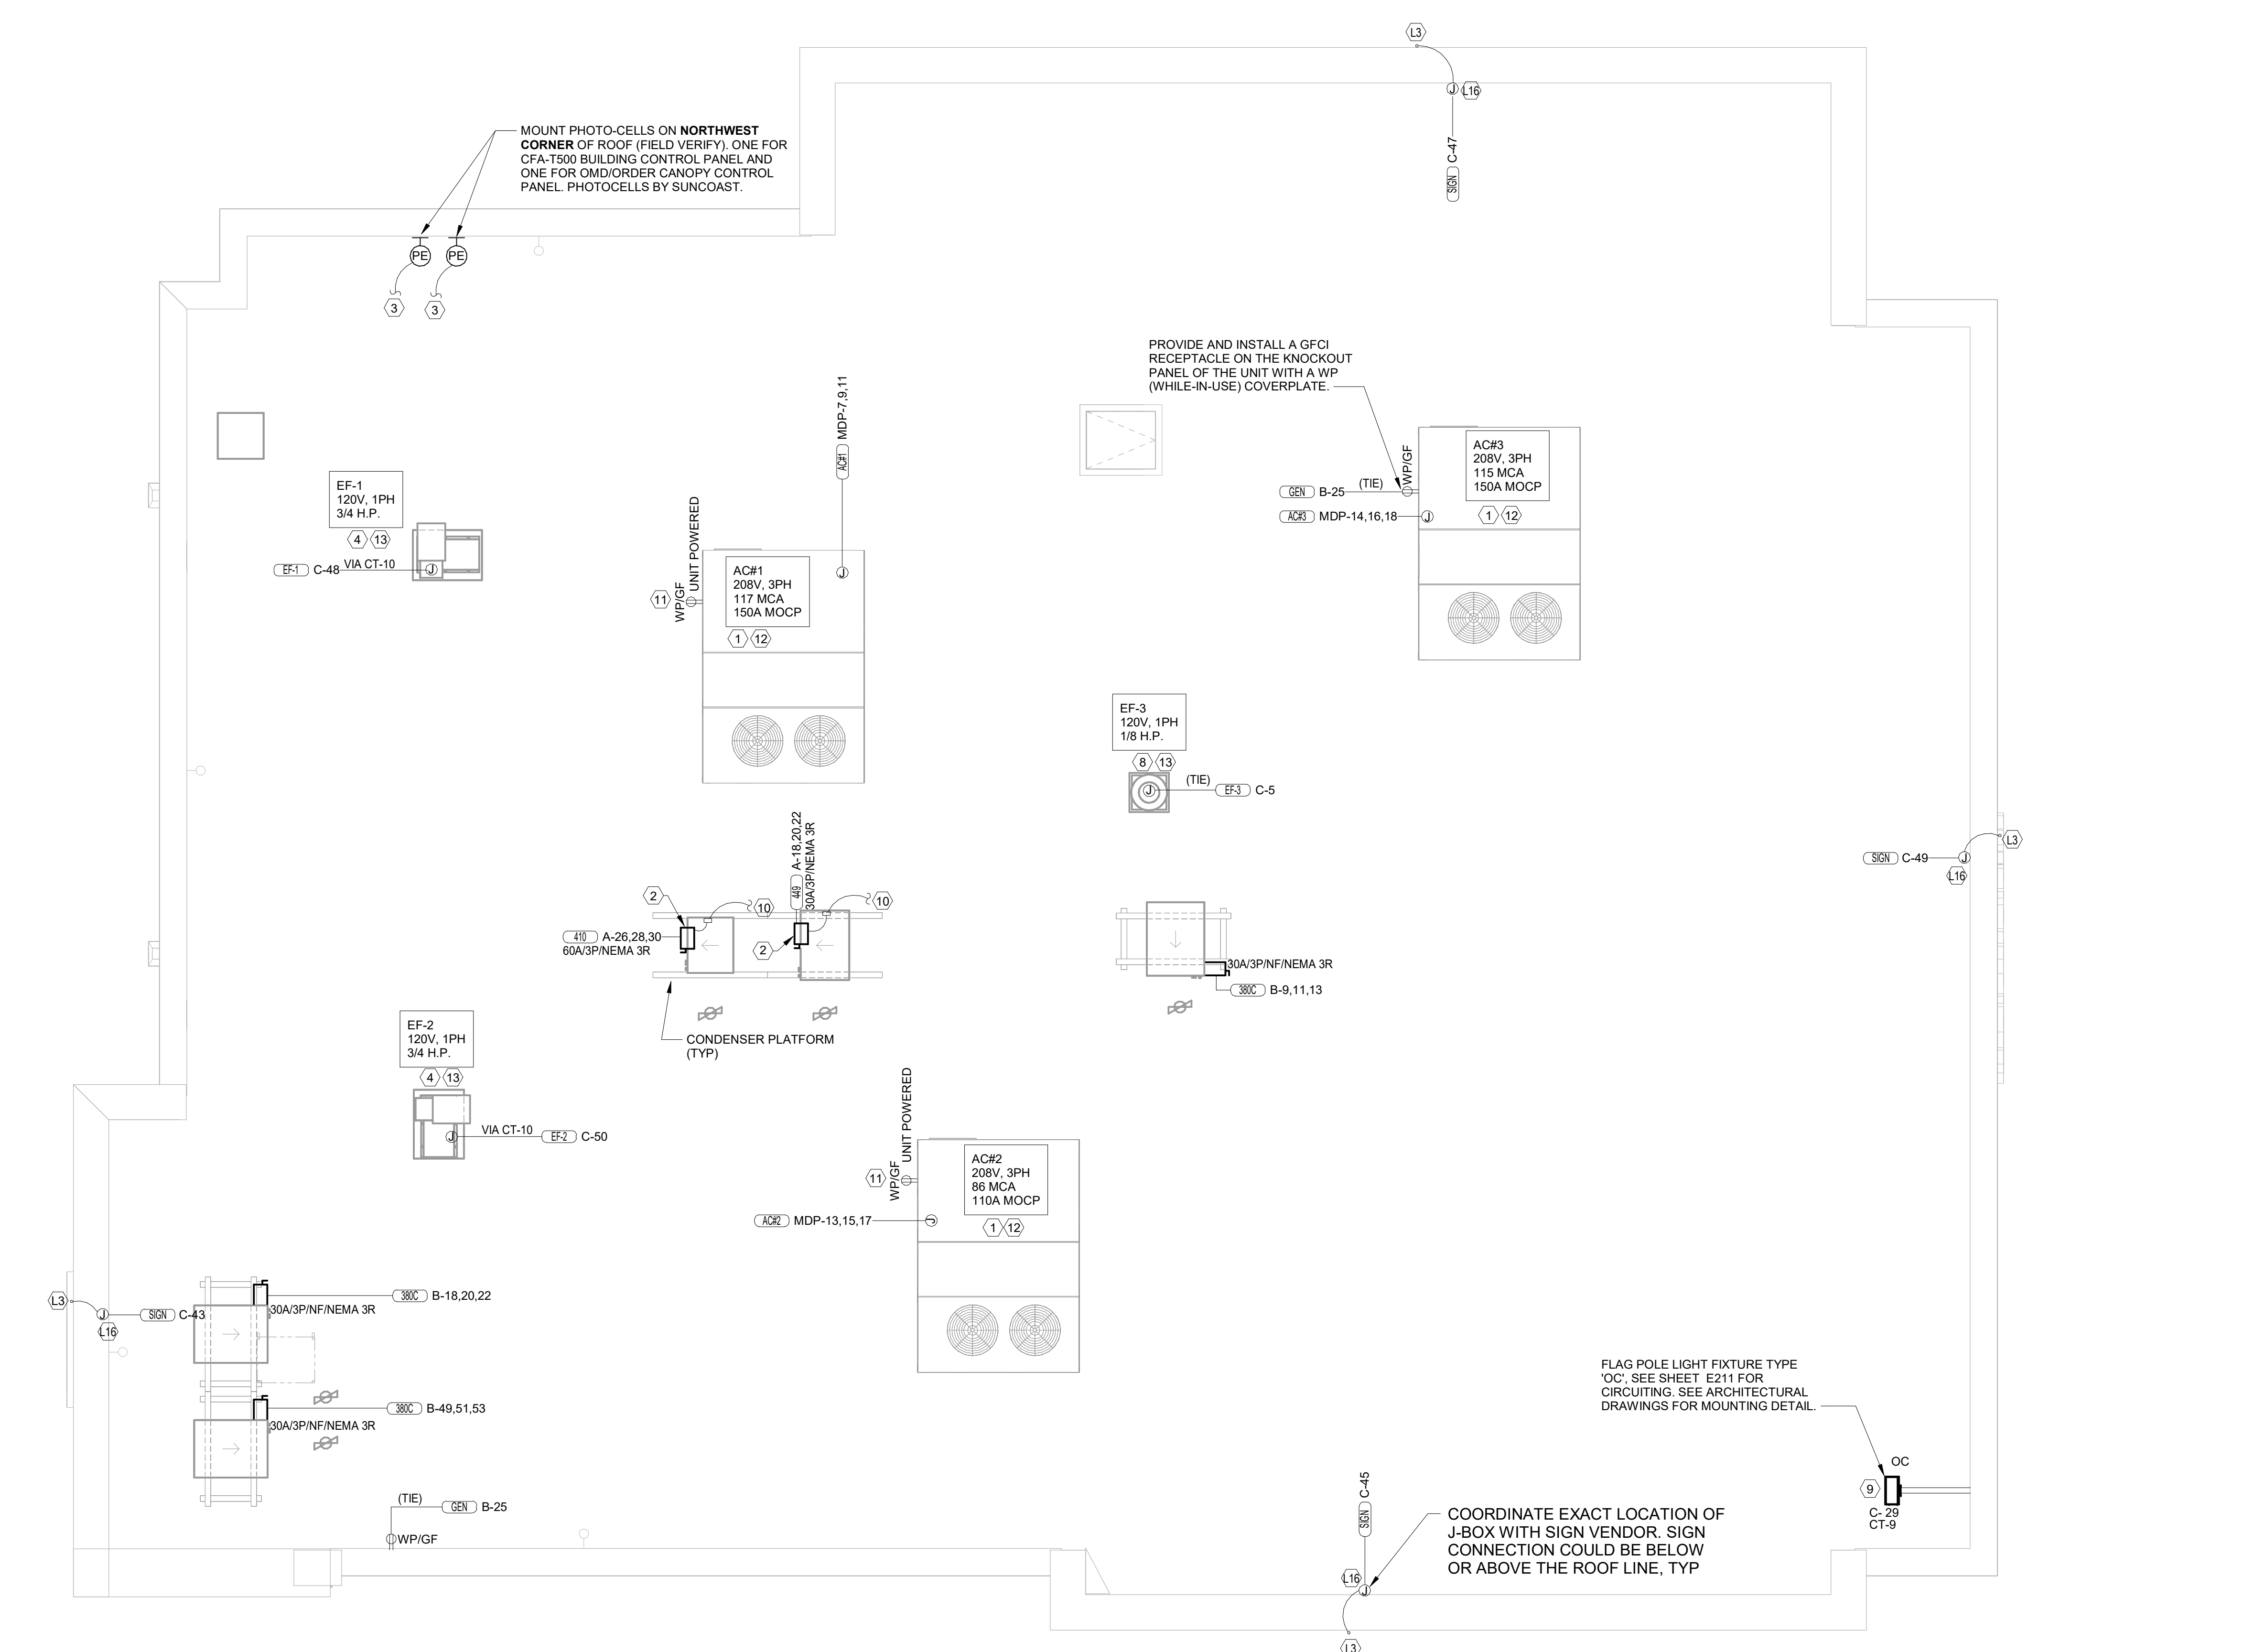 L3
J
L16
SIGN C-47
MOUNT PHOTO-CELLS ON NORTHWEST
CORNER OF ROOF (FIELD VERIFY). ONE FOR
CFA-T500 BUILDING CONTROL PANEL AND
ONE FOR OMD/ORDER CANOPY CONTROL
PANEL. PHOTOCELLS BY SUNCOAST.
PE
PE
3
3
PROVIDE AND INSTALL A GFCI
RECEPTACLE ON THE KNOCKOUT
PANEL OF THE UNIT WITH A WP
(WHILE-IN-USE) COVERPLATE.
AC#1 MDP-7,9,11
J
EF-1
120V, 1PH
3/4 H.P.
4 13
EF-1 C-48 VIA CT-10 J
UNIT POWERED
WP/GF
11
AC#1
208V, 3PH
117 MCA
150A MOCP
1 12
WP/GF
GEN B-25 (TIE)
AC#3 MDP-14,16,18 J
AC#3
208V, 3PH
115 MCA
150A MOCP
1 12
EF-3
120V, 1PH
1/8 H.P.
8 13
J (TIE) EF-3 C-5
SIGN C-49 J
L3
L16
2
10
410 A-26,28,30
60A/3P/NEMA 3R
449 A-18,20,22
30A/3P/NEMA 3R
10
2
CONDENSER PLATFORM
(TYP)
30A/3P/NF/NEMA 3R
380C B-9,11,13
EF-2
120V, 1PH
3/4 H.P.
4 13
J VIA CT-10 EF-2 C-50
UNIT POWERED
WP/GF
11
AC#2
208V, 3PH
86 MCA
110A MOCP
1 12
AC#2 MDP-13,15,17 J
L3
J SIGN C-43
L16
380C B-18,20,22
30A/3P/NF/NEMA 3R
380C B-49,51,53
30A/3P/NF/NEMA 3R
(TIE) GEN B-25
WP/GF
FLAG POLE LIGHT FIXTURE TYPE
'OC', SEE SHEET E211 FOR
CIRCUITING. SEE ARCHITECTURAL
DRAWINGS FOR MOUNTING DETAIL.
OC
9
C- 29
CT-9
SIGN C-45
COORDINATE EXACT LOCATION OF
J-BOX WITH SIGN VENDOR. SIGN
CONNECTION COULD BE BELOW
OR ABOVE THE ROOF LINE, TYP
L16
J
L3